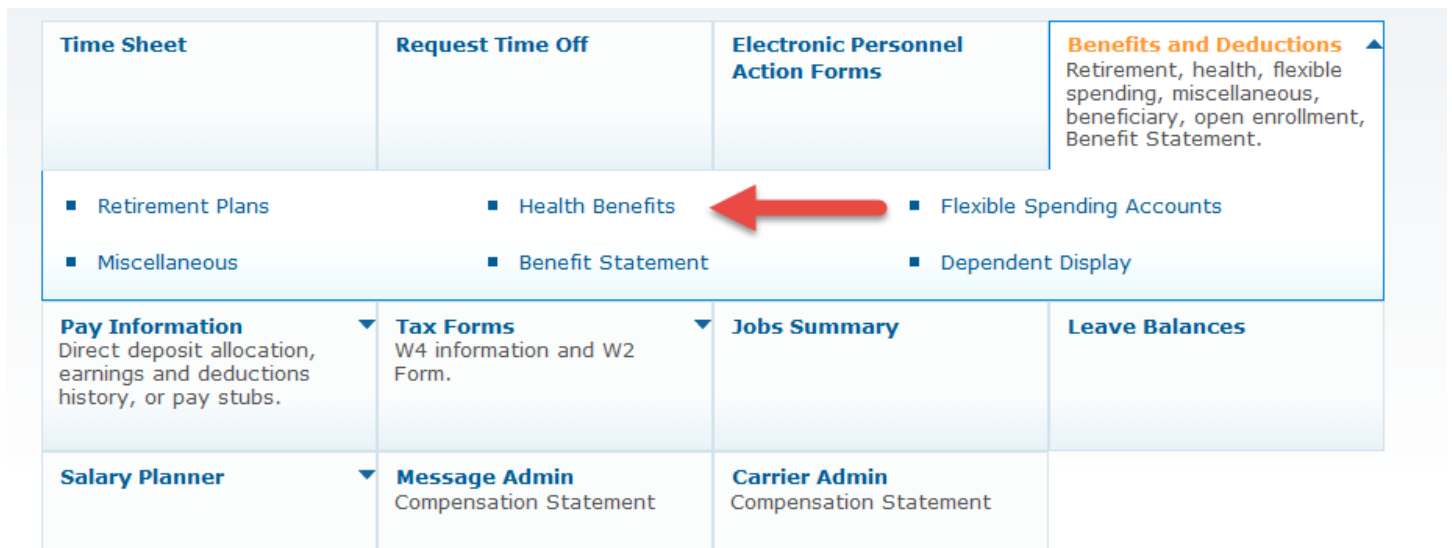 Time Sheet
Request Time Off
Electronic Personnel
Action Forms
Benefits and Deductions
Retirement, health, flexible
spending, miscellaneous,
beneficiary, open enrollment,
Benefit Statement.
Retirement Plans
Health Benefits
Flexible Spending Accounts
Miscellaneous
Benefit Statement
Dependent Display
Pay Information
Direct deposit allocation,
earnings and deductions
history, or pay stubs.
Tax Forms
W4 information and W2
Form.
Jobs Summary
Leave Balances
Salary Planner
Message Admin
Compensation Statement
Carrier Admin
Compensation Statement